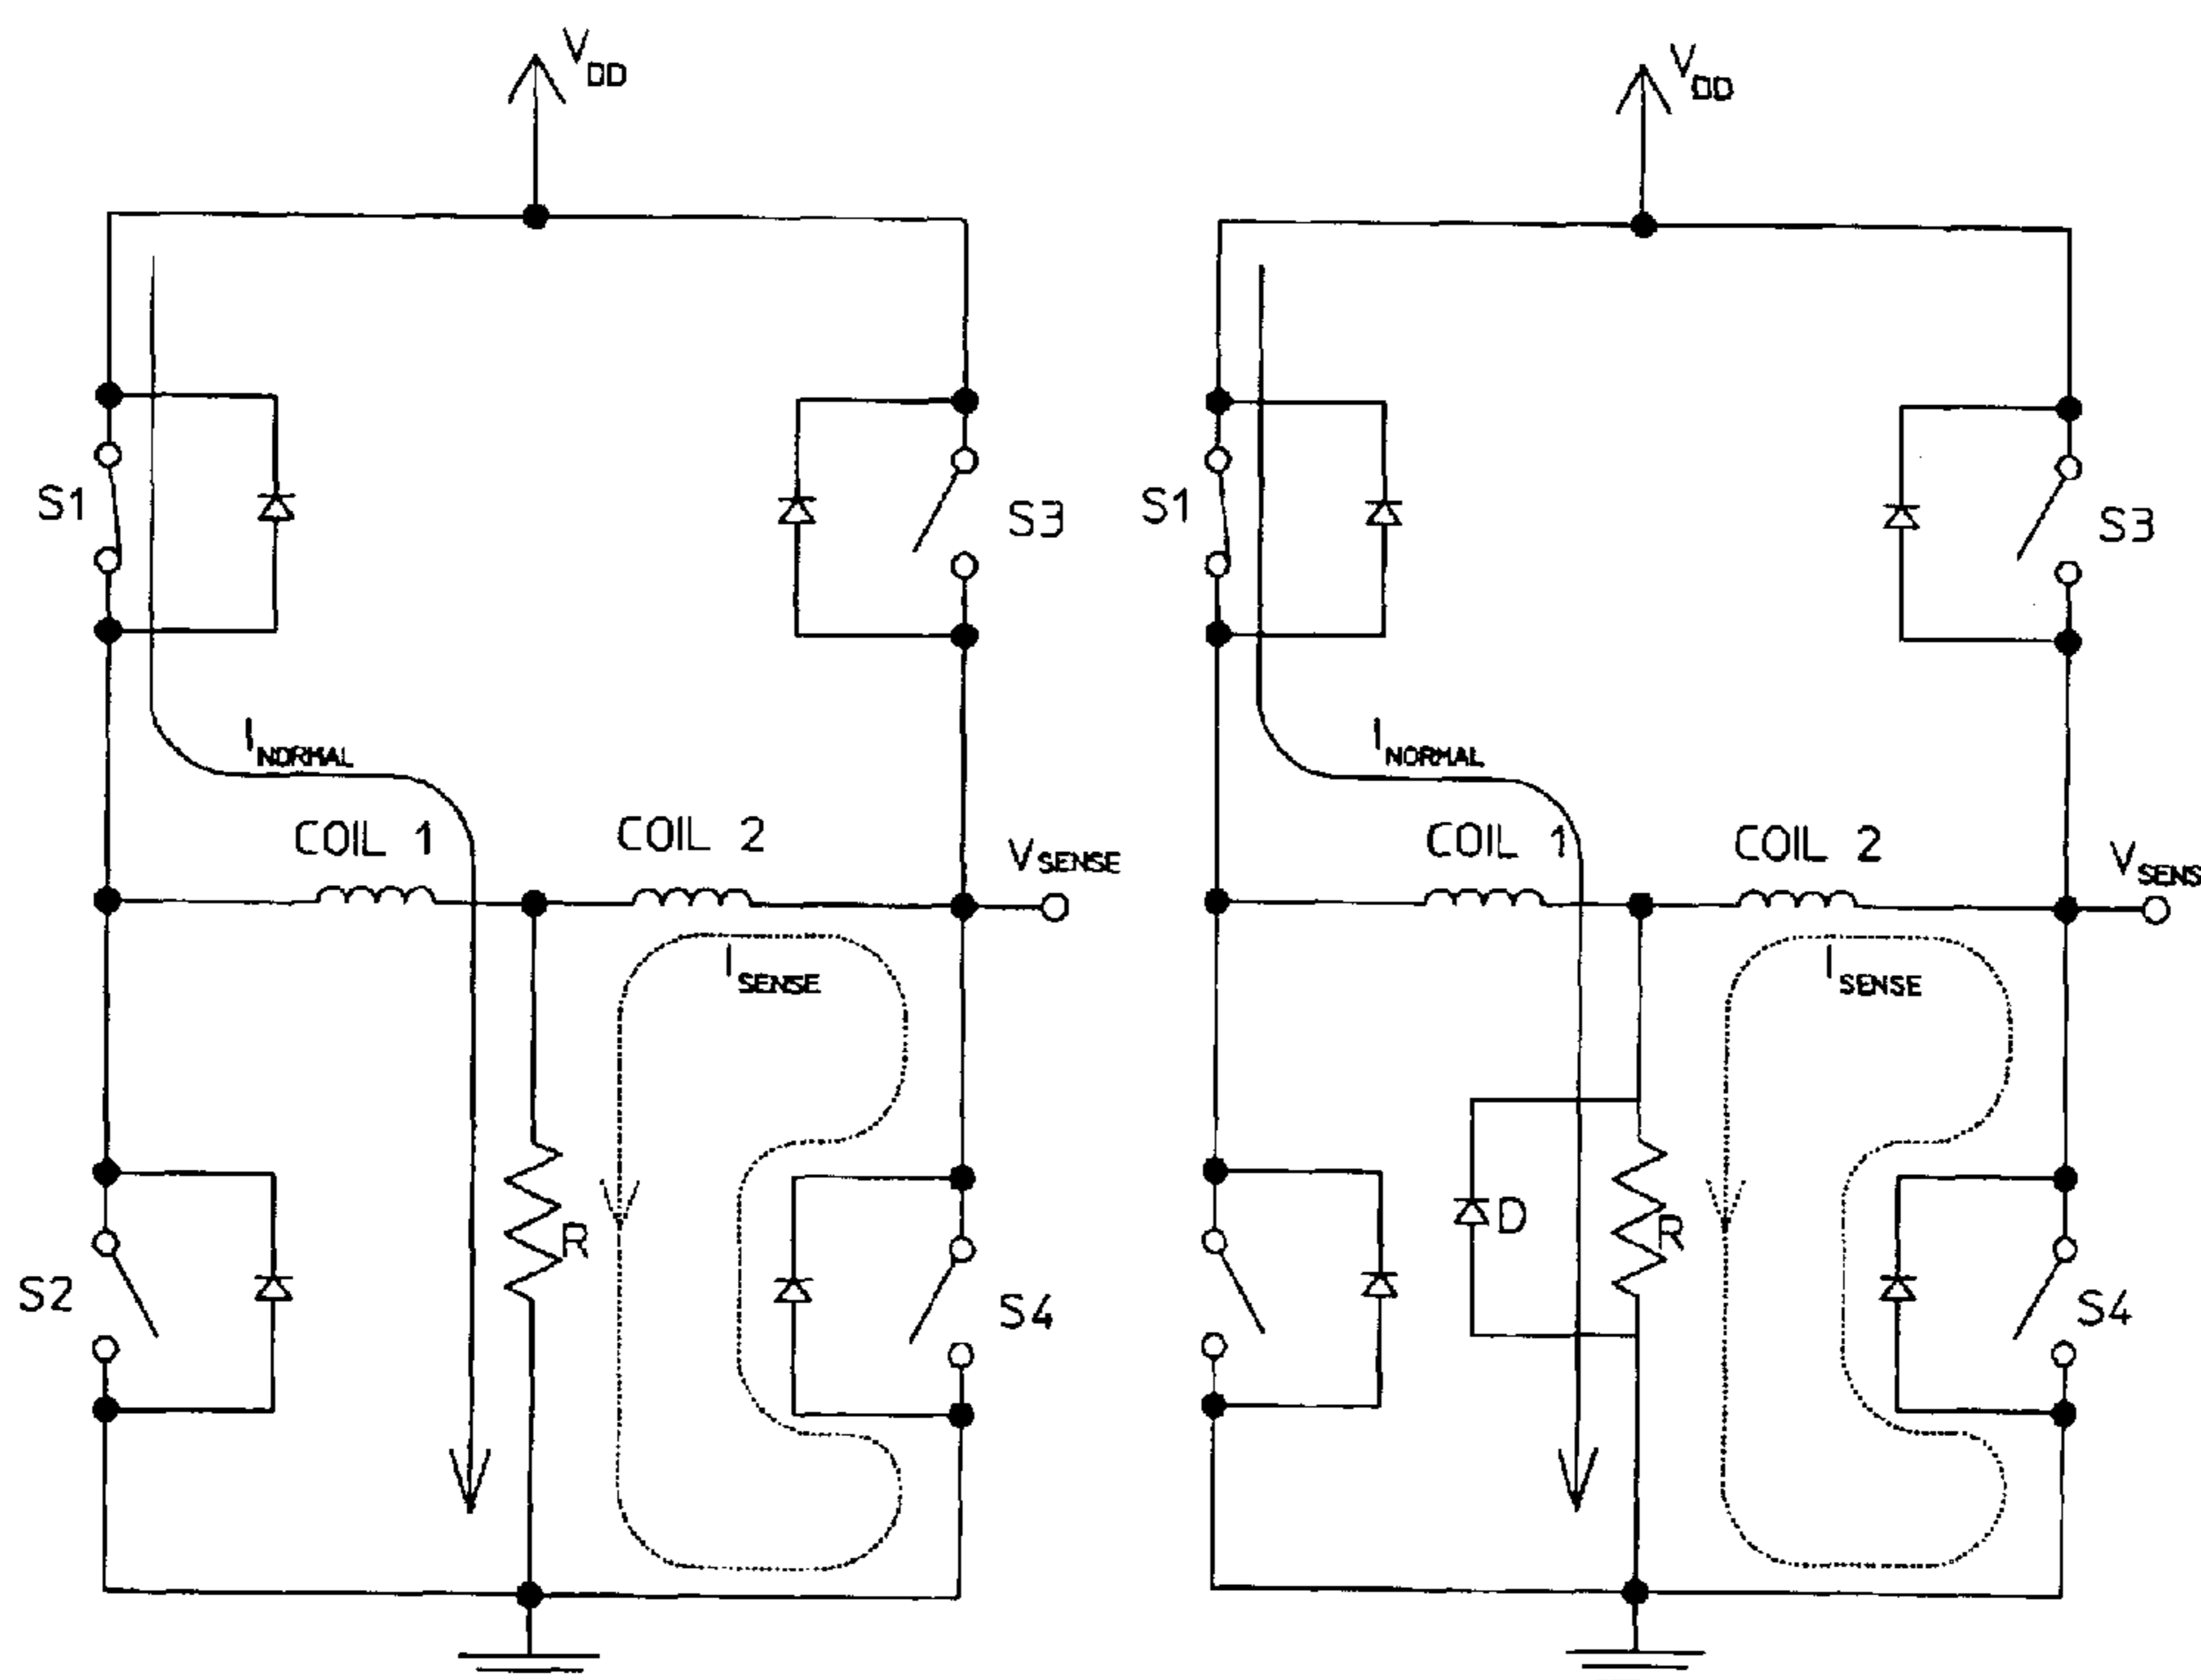 VDD
S1
S3
INORMAL
COIL 1
COIL 2
VSENSE
ISENSE
R
S2
S4
VDD
S1
S3
INORMAL
COIL 1
COIL 2
VSENS
ISENSE
D
R
S4